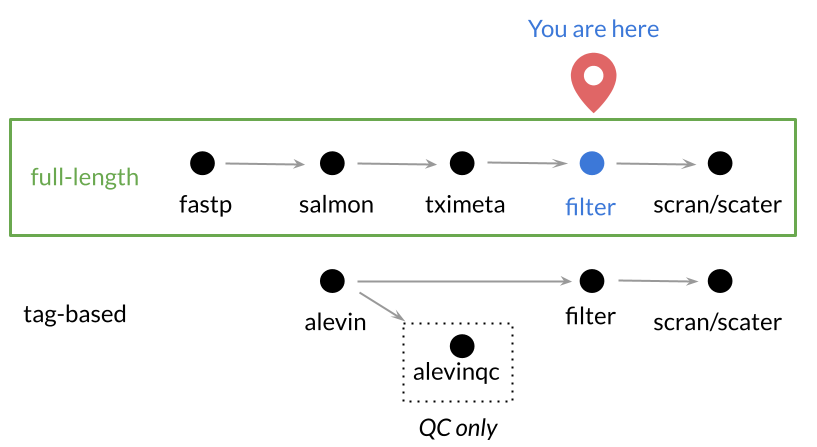 You are here
full-length
fastp
salmon
tximeta
filter
scran/scater
tag-based
alevin
filter
scran/scater
alevinqc
QC only